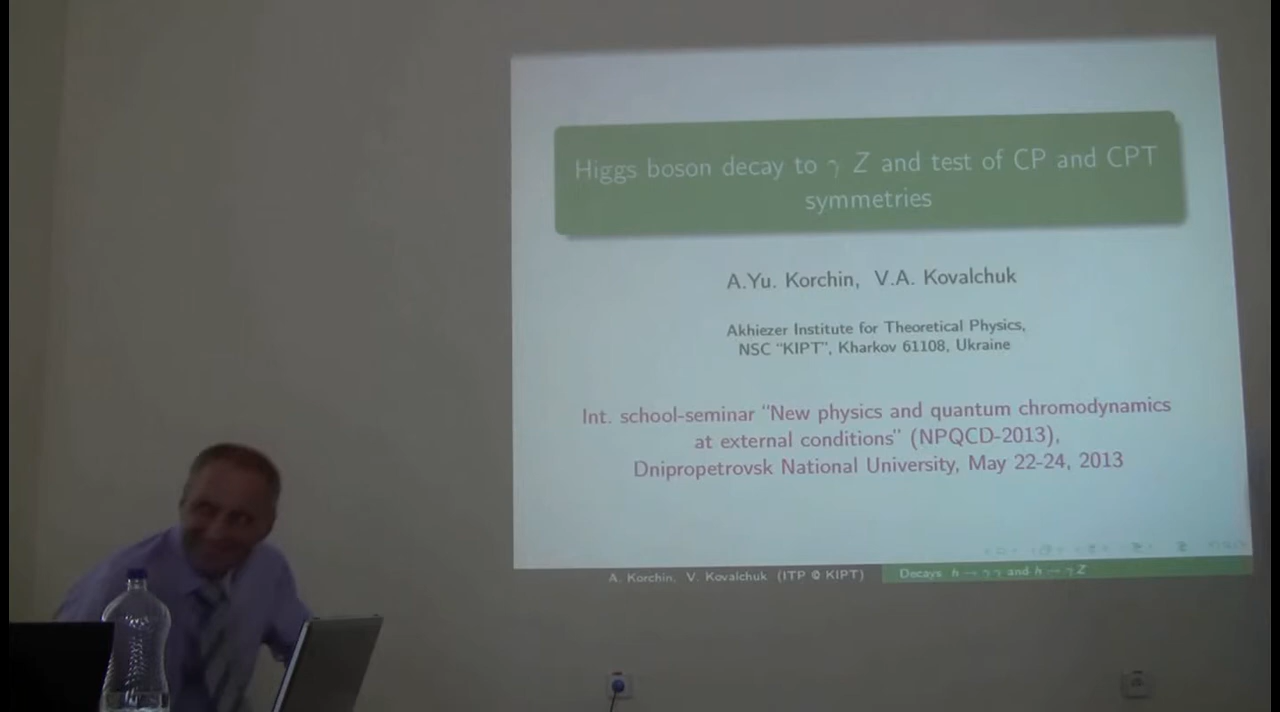 Higgs boson decay to γ Z and test of CP and CPT
symmetries
A.Yu. Korchin, V.A. Kovalchuk
Akhiezer Institute for Theoretical Physics,
NSC “KIPT”, Kharkov 61108, Ukraine
Int. school-seminar “New physics and quantum chromodynamics
at external conditions” (NPQCD-2013),
Dnipropetrovsk National University, May 22-24, 2013
A. Korchin, V. Kovalchuk (ITP @ KIPT)
Decays h → γ γ and h → γ Z